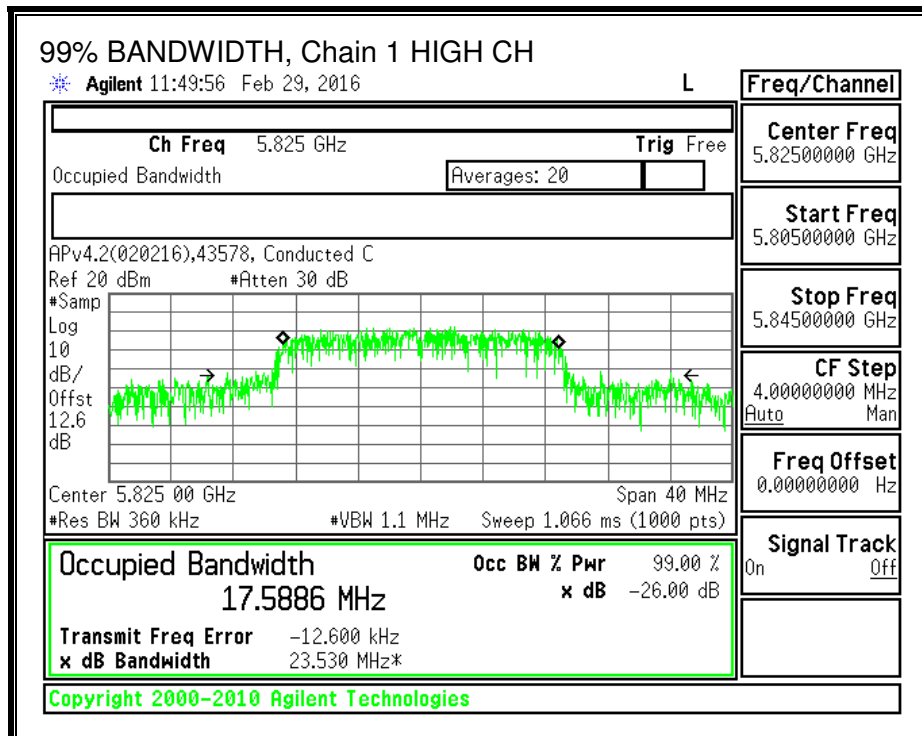 99% BANDWIDTH, Chain 1 HIGH CH
Agilent 11:49:56 Feb 29, 2016 L
Freq/Channel
Ch Freq 5.825 GHz Trig Free
Occupied Bandwidth Averages: 20
APv4.2(020216),43578, Conducted C
Ref 20 dBm #Atten 30 dB
#Samp
Log
10
dB/
Offst
12.6
dB
Center 5.825 00 GHz Span 40 MHz
#Res BW 360 kHz #VBW 1.1 MHz Sweep 1.066 ms (1000 pts)
Occupied Bandwidth Occ BW % Pwr 99.00 %
17.5886 MHz x dB -26.00 dB
Transmit Freq Error -12.600 kHz
x dB Bandwidth 23.530 MHz*
Copyright 2000-2010 Agilent Technologies
Center Freq
5.82500000 GHz
Start Freq
5.80500000 GHz
Stop Freq
5.84500000 GHz
CF Step
4.00000000 MHz
Auto Man
Freq Offset
0.00000000 Hz
Signal Track
On Off